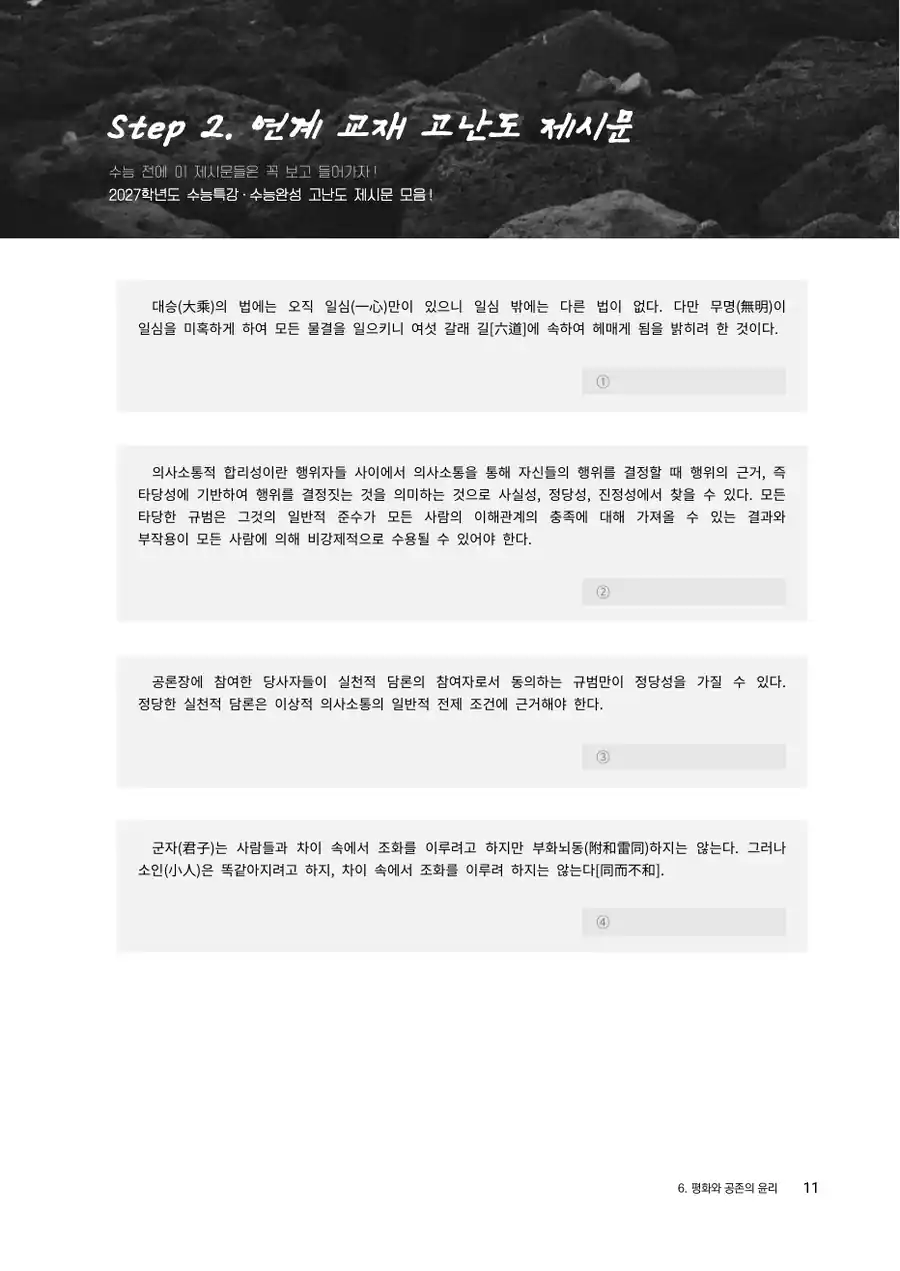 Step 2. 연계 교재 고난도 제시문
수능 전에 이 제시문들은 꼭 보고 들어가자!
2027학년도 수능특강·수능완성 고난도 제시문 모음!
대승(大乘)의 법에는 오직 일심(一心)만이 있으니 일심 밖에는 다른 법이 없다. 다만 무명(無明)이
일심을 미혹하게 하여 모든 물결을 일으키니 여섯 갈래 길[六道]에 속하여 헤매게 됨을 밝히려 한 것이다.
①
의사소통적 합리성이란 행위자들 사이에서 의사소통을 통해 자신들의 행위를 결정할 때 행위의 근거, 즉
타당성에 기반하여 행위를 결정짓는 것을 의미하는 것으로 사실성, 정당성, 진정성에서 찾을 수 있다. 모든
타당한 규범은 그것의 일반적 준수가 모든 사람의 이해관계의 충족에 대해 가져올 수 있는 결과와
부작용이 모든 사람에 의해 비강제적으로 수용될 수 있어야 한다.
②
공론장에 참여한 당사자들이 실천적 담론의 참여자로서 동의하는 규범만이 정당성을 가질 수 있다.
정당한 실천적 담론은 이상적 의사소통의 일반적 전제 조건에 근거해야 한다.
③
군자(君子)는 사람들과 차이 속에서 조화를 이루려고 하지만 부화뇌동(附和雷同)하지는 않는다. 그러나
소인(小人)은 똑같아지려고 하지, 차이 속에서 조화를 이루려 하지는 않는다[同而不和].
④
6. 평화와 공존의 윤리 11